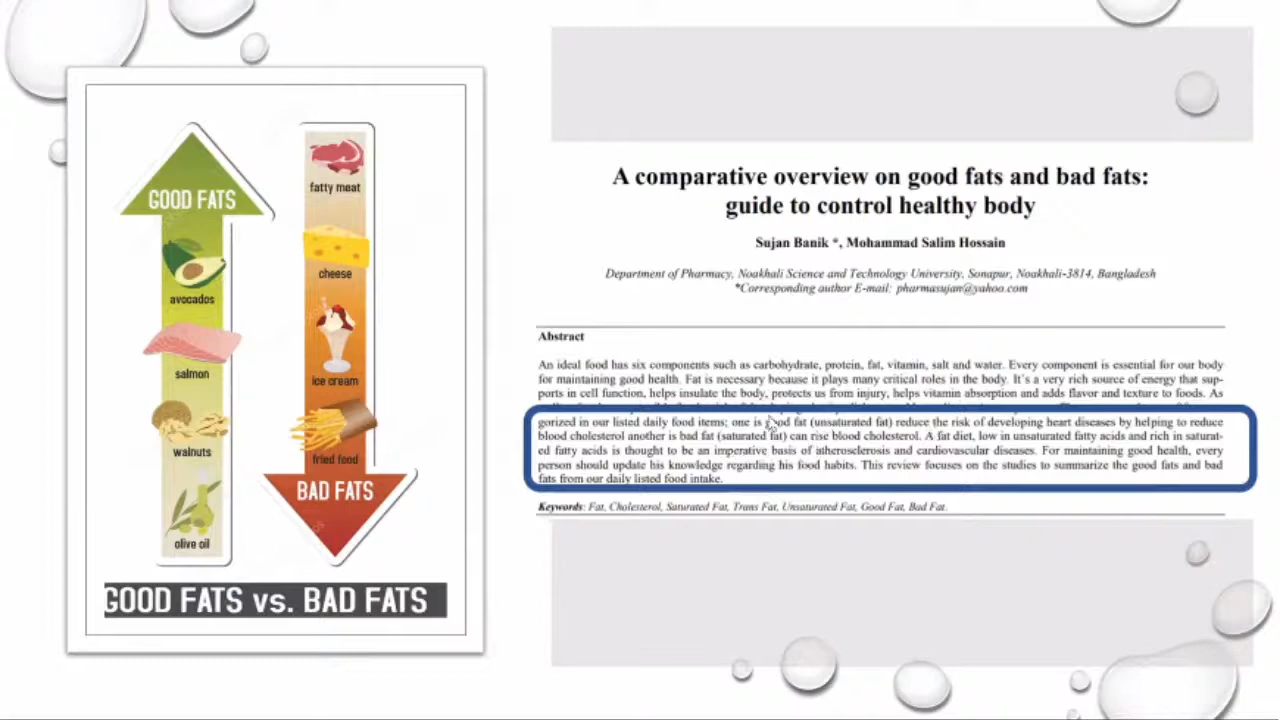 GOOD FATS
avocados
salmon
walnuts
olive oil
fatty meat
cheese
ice cream
fried food
BAD FATS
GOOD FATS vs. BAD FATS
A comparative overview on good fats and bad fats:
guide to control healthy body
Sujan Banik *, Mohammad Salim Hossain
Department of Pharmacy, Noakhali Science and Technology University, Sonapur, Noakhali-3814, Bangladesh
*Corresponding author E-mail: pharmasujan@yahoo.com
Abstract
An ideal food has six components such as carbohydrate, protein, fat, vitamin, salt and water. Every component is essential for our body
for maintaining good health. Fat is necessary because it plays many critical roles in the body. It's a very rich source of energy that sup-
ports in cell function, helps insulate the body, protects us from injury, helps vitamin absorption and adds flavor and texture to foods. As
gorized in our listed daily food items; one is good fat (unsaturated fat) reduce the risk of developing heart diseases by helping to reduce
blood cholesterol another is bad fat (saturated fat) can rise blood cholesterol. A fat diet, low in unsaturated fatty acids and rich in saturat-
ed fatty acids is thought to be an imperative basis of atherosclerosis and cardiovascular diseases. For maintaining good health, every
person should update his knowledge regarding his food habits. This review focuses on the studies to summarize the good fats and bad
fats from our daily listed food intake.
Keywords: Fat, Cholesterol, Saturated Fat, Trans Fat, Unsaturated Fat, Good Fat, Bad Fat.